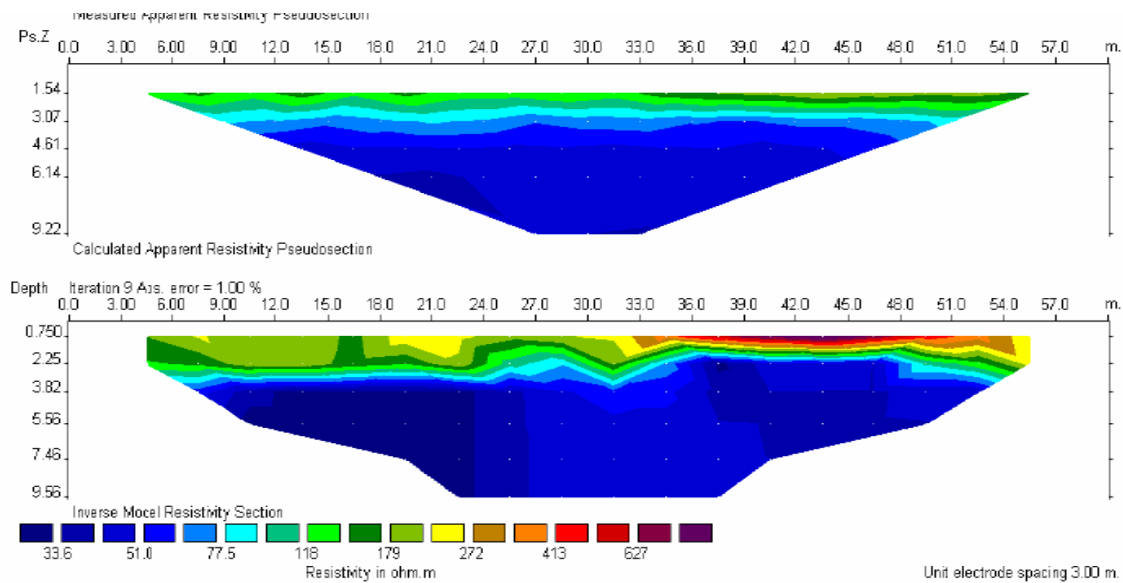 Measured Apparent Resistivity Pseudosection
Ps.Z 0.0 3.00 6.00 9.00 12.0 15.0 18.0 21.0 24.0 27.0 30.0 33.0 36.0 39.0 42.0 45.0 48.0 51.0 54.0 57.0 m.
1.54
3.07
4.61
6.14
9.22
Calculated Apparent Resistivity Pseudosection
Depth Iteration 9 Abs. error = 1.00 %
0.0 3.00 6.00 9.00 12.0 15.0 18.0 21.0 24.0 27.0 30.0 33.0 36.0 39.0 42.0 45.0 48.0 51.0 54.0 57.0 m.
0.750
2.25
3.82
5.56
7.46
9.56
Inverse Model Resistivity Section
33.6 51.0 77.5 118 179 272 413 627
Resistivity in ohm.m Unit electrode spacing 3.00 m.